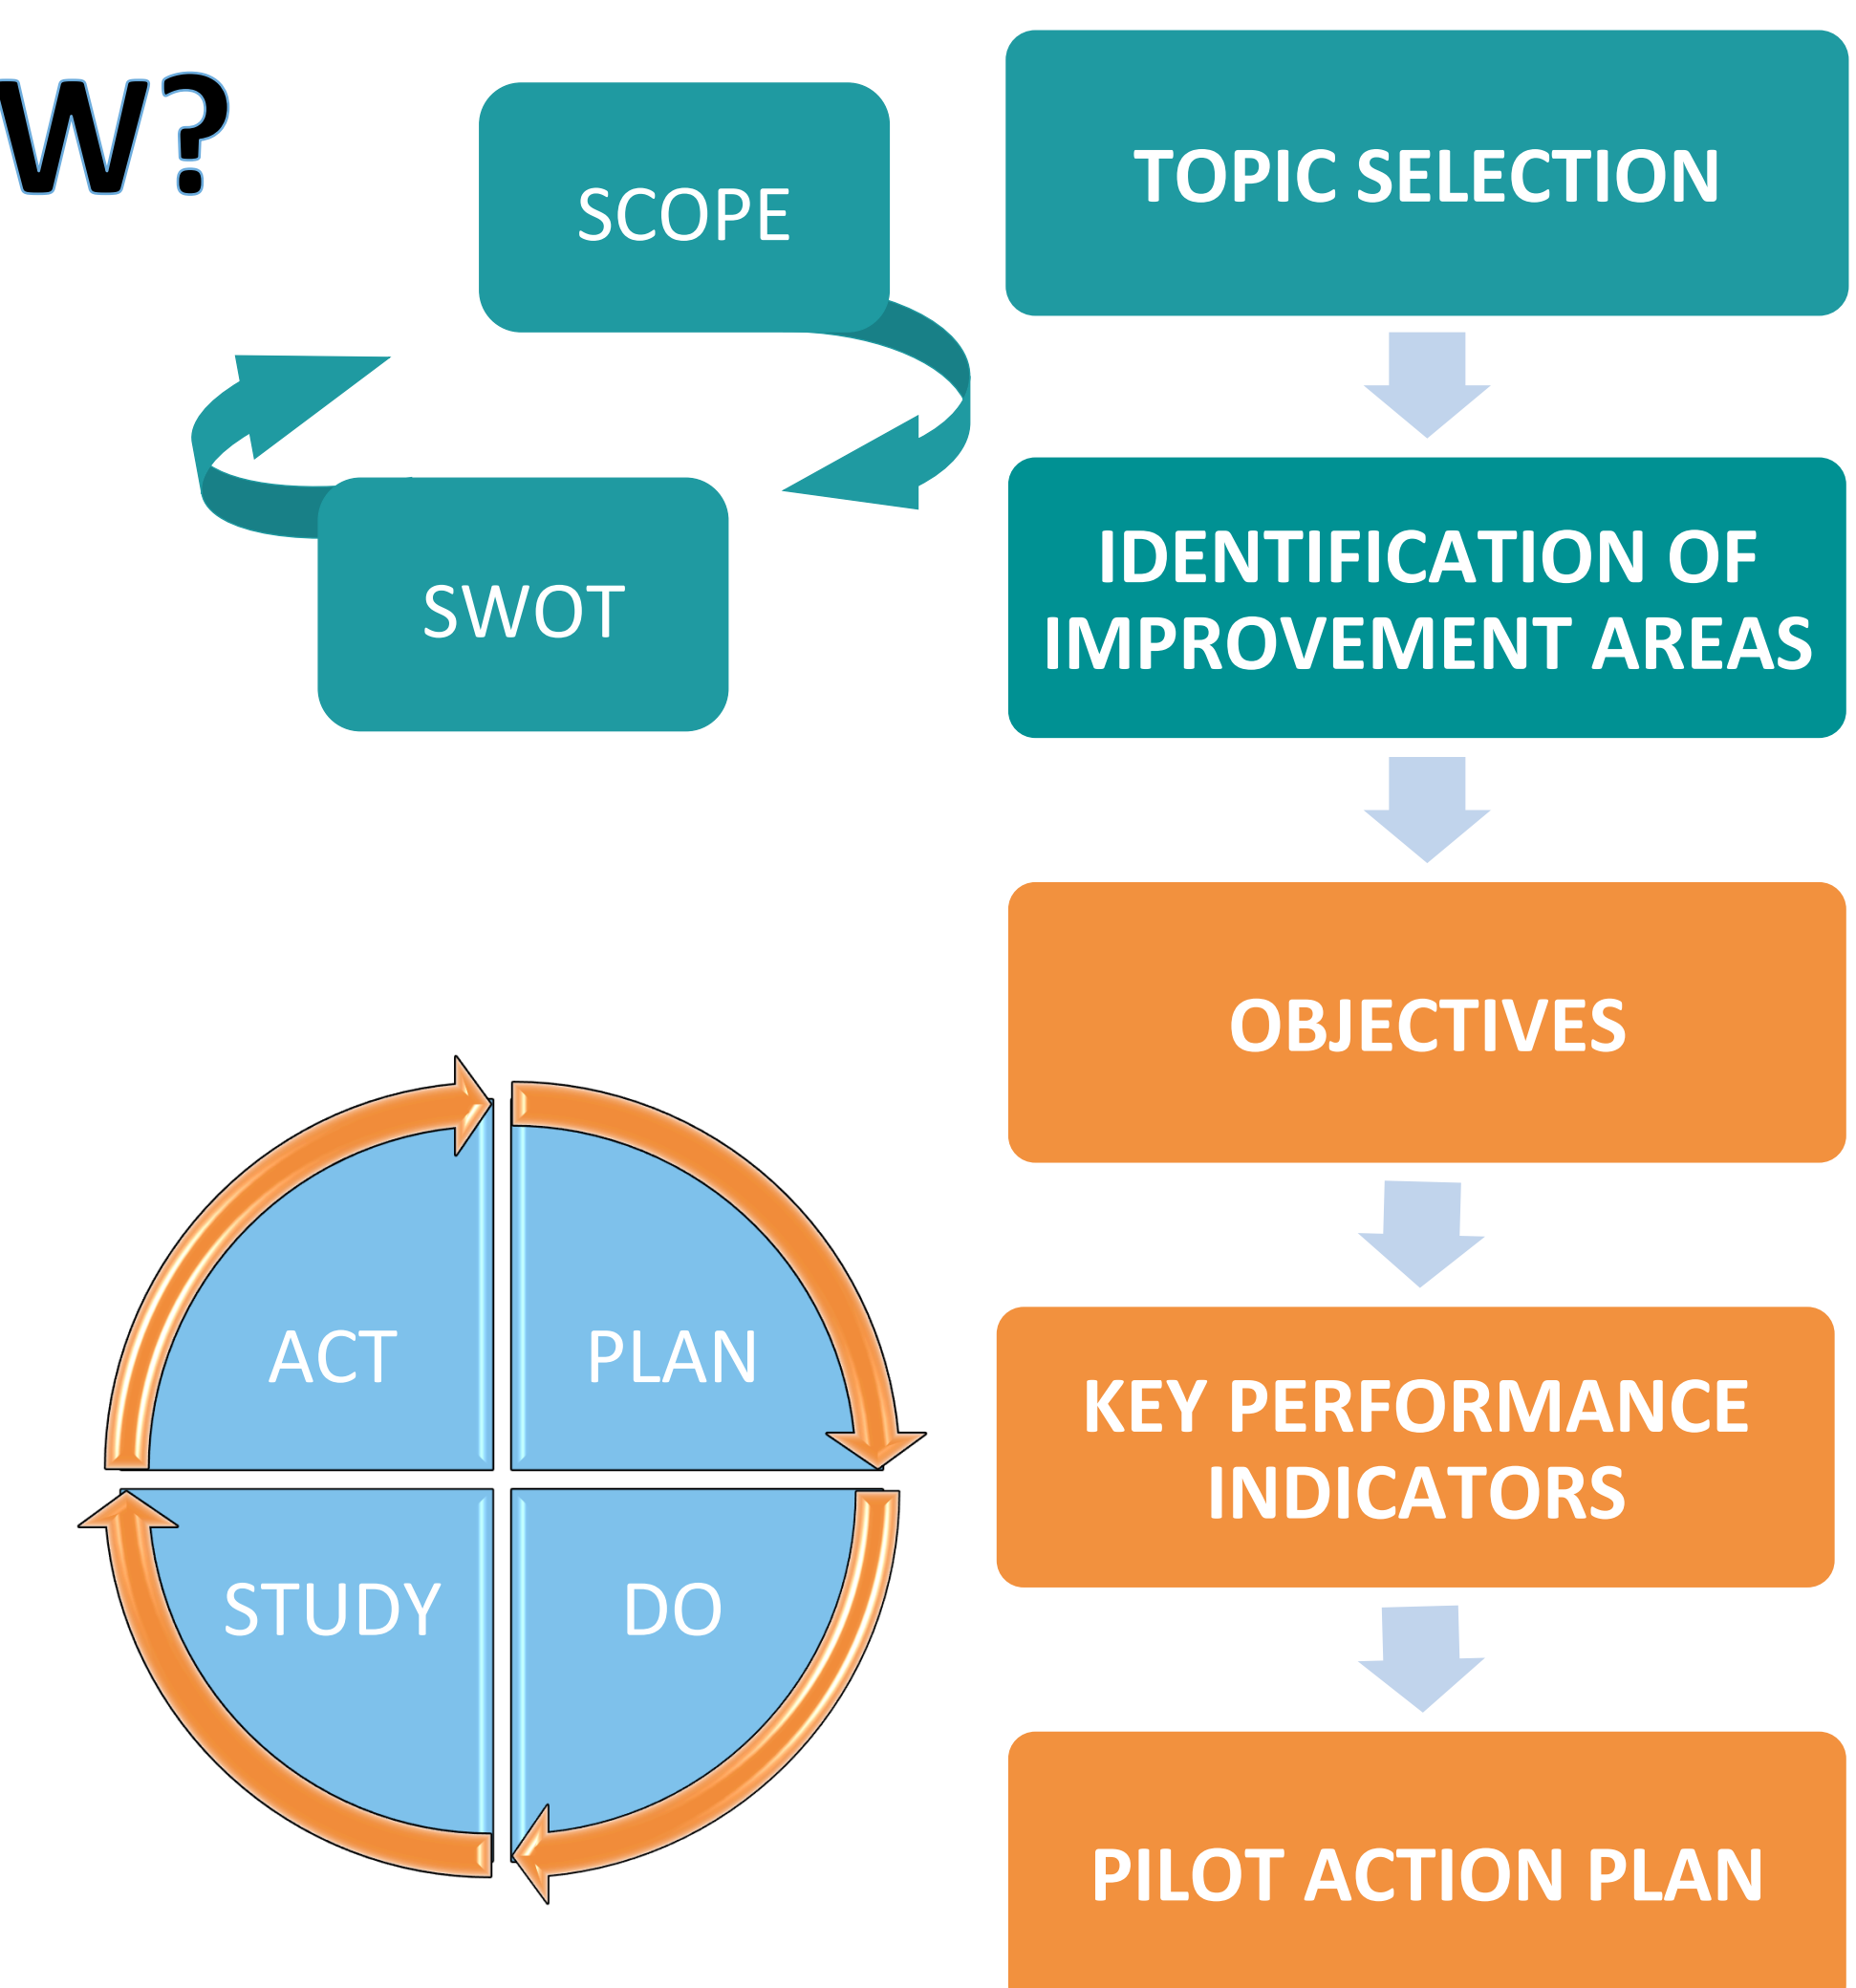 W?
SCOPE
SWOT
TOPIC SELECTION
IDENTIFICATION OF
IMPROVEMENT AREAS
OBJECTIVES
KEY PERFORMANCE
INDICATORS
PILOT ACTION PLAN
ACT
PLAN
STUDY
DO